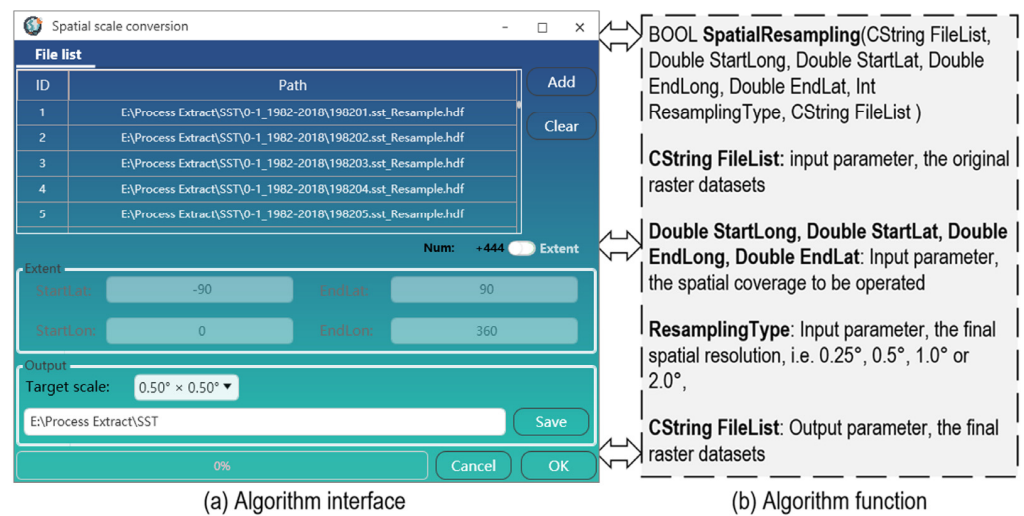 Spatial scale conversion
File list
ID Path
1 E:\Process Extract\SST\0-1_1982-2018\198201.sst_Resample.hdf
2 E:\Process Extract\SST\0-1_1982-2018\198202.sst_Resample.hdf
3 E:\Process Extract\SST\0-1_1982-2018\198203.sst_Resample.hdf
4 E:\Process Extract\SST\0-1_1982-2018\198204.sst_Resample.hdf
5 E:\Process Extract\SST\0-1_1982-2018\198205.sst_Resample.hdf
Add
Clear
Num: +444 Extent
Extent
StartLat: -90 EndLat: 90
StartLon: 0 EndLon: 360
Output
Target scale: 0.50° × 0.50° ▼
E:\Process Extract\SST Save
0% Cancel OK
(a) Algorithm interface
BOOL SpatialResampling(CString FileList,
Double StartLong, Double StartLat, Double
EndLong, Double EndLat, Int
ResamplingType, CString FileList )
CString FileList: input parameter, the original
raster datasets
Double StartLong, Double StartLat, Double
EndLong, Double EndLat: Input parameter,
the spatial coverage to be operated
ResamplingType: Input parameter, the final
spatial resolution, i.e. 0.25°, 0.5°, 1.0° or
2.0°,
CString FileList: Output parameter, the final
raster datasets
(b) Algorithm function